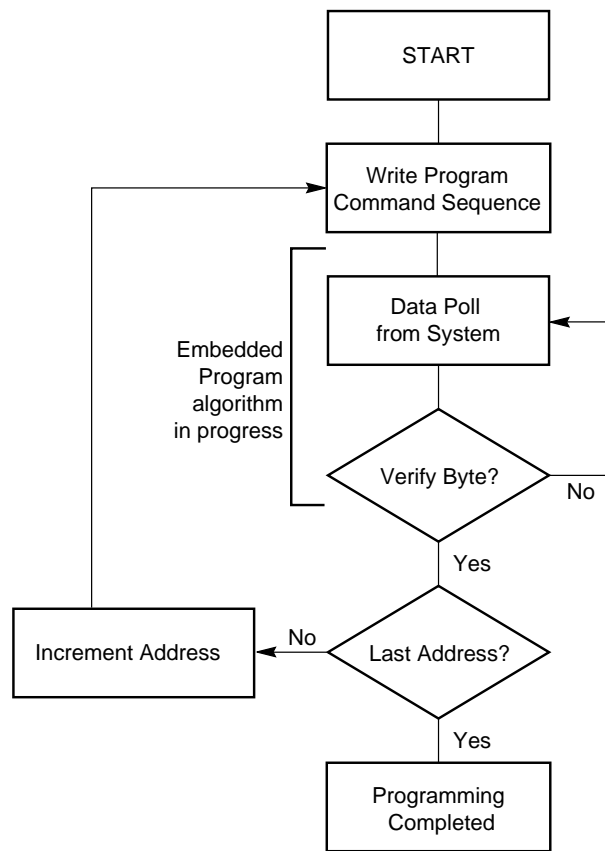 START
Write Program
Command Sequence
Data Poll
from System
Embedded
Program
algorithm
in progress
Verify Byte?
No
Yes
No
Increment Address
Last Address?
Yes
Programming
Completed